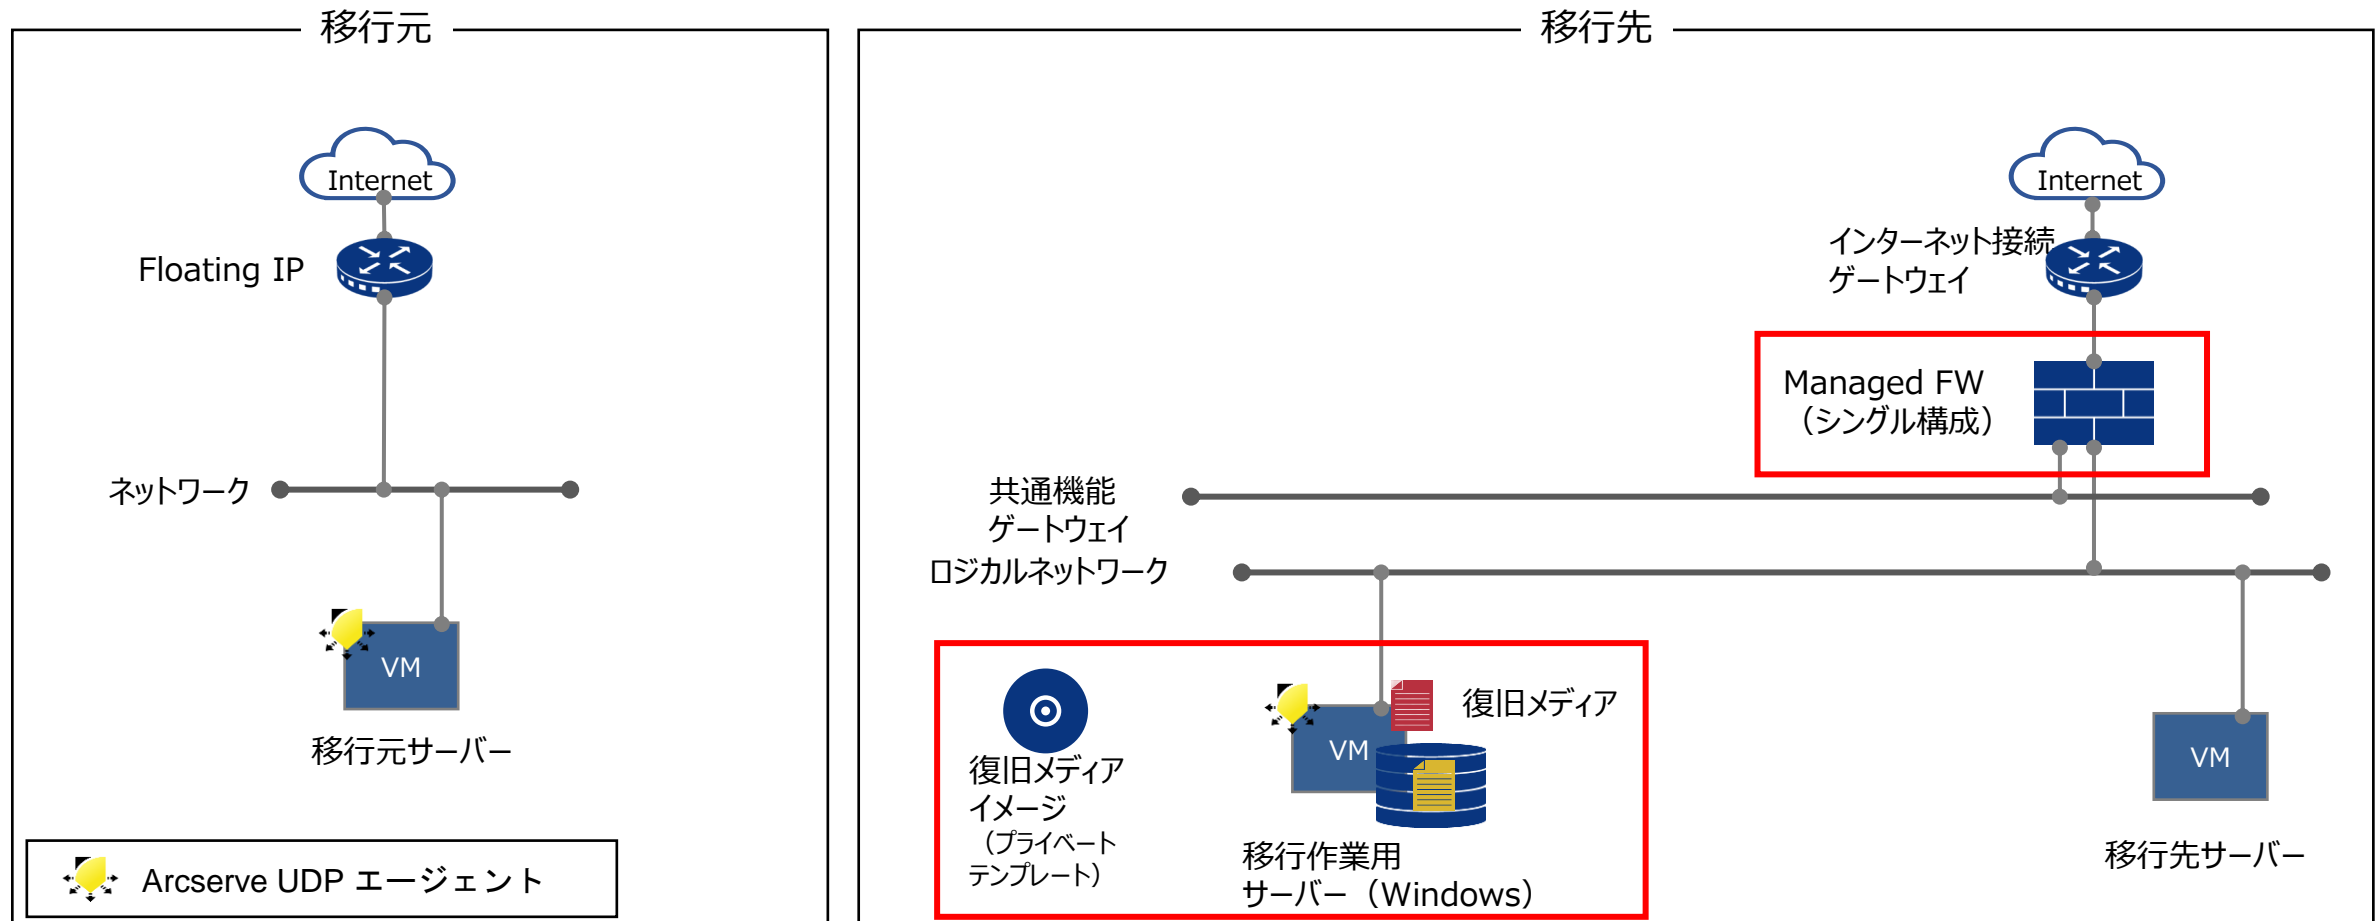 移行元
Internet
Floating IP
ネットワーク
VM
移行元サーバー
Arcserve UDP エージェント
移行先
Internet
インターネット接続
ゲートウェイ
Managed FW
（シングル構成）
共通機能
ゲートウェイ
ロジカルネットワーク
復旧メディア
イメージ
（プライベート
テンプレート）
VM
復旧メディア
移行作業用
サーバー（Windows）
VM
移行先サーバー